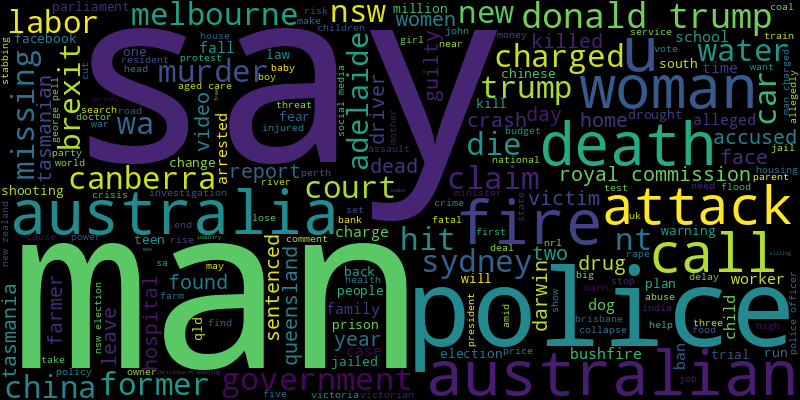 parliament
melbourne
nsw
women
million
risk
make
children
john
near
new
donald trump
coal
labor
facebook
house
resident
head
protest
fall
one
law
girl
guilty
killed
school
service
vote
train
want
money
say
charged
u
water
stabbing
missing
brexit
cut
murder
aged care
baby
boy
trump
chinese
kill
south
time
man charged
allegedly
woman
car
tasmanian
george pell
search
road
doctor
war
wa
video
arrested
threat
fear
injured
social media
adelaide
driver
mother
crash
day
home
drought
alleged
jail
party
world
change
report
perth
assault
dead
die
budget
national
death
accused
face
canberra
crisis
investigation
river
court
claim
minister
royal commission
parent
housing
shooting
lose
bank
set
crime
fatal
state
victim
test
need
flood
attack
new zealand
australia
end
power
cause
teen
rise
industry
comment
charge
hit
first
deal
fire
nrl
two
uk
nt
warning
rape
call
police officer
killing
man
sa
may
found
farm
find
sentenced
queensland
back
health
people
family
prison
year
case
jailed
sydney
will
president
amid
police
darwin
show
drug
big
warn
stop
dog
brisbane
collapse
plan
abuse
india
help
delay
worker
three
food
child
high
tasmania
farmer
nsw election
leave
hospital
qld
take
policy
owner
christchurch shooting
election
price
bushfire
ban
trial
run
china
former
government
five
victoria
victorian
australian
job